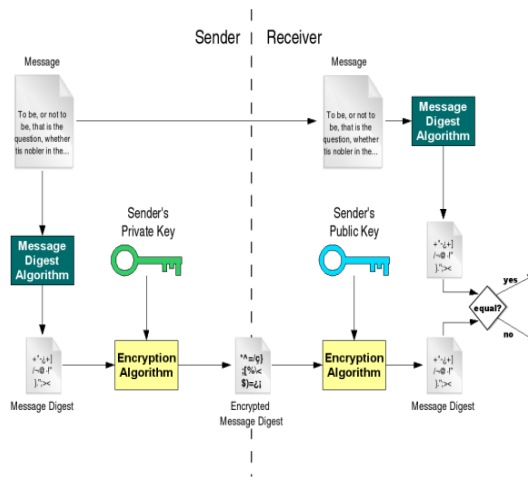 Sender
Receiver
Message
Message
To be, or not to
be, that is the
question, whether
tis nobler in the...
To be, or not to
be, that is the
question, whether
tis nobler in the...
Message
Digest
Algorithm
Sender's
Private Key
Sender's
Public Key
Message
Digest
Algorithm
+*-¿+]
/¬@-!"
}.";><
yes
equal?
no
+*-¿+]
/¬@-!"
}.";><
Encryption
Algorithm
*^=/ç}
;[%\<
$)=¿¡
Encryption
Algorithm
+*-¿+]
/¬@-!"
}.";><
Message Digest
Encrypted
Message Digest
Message Digest